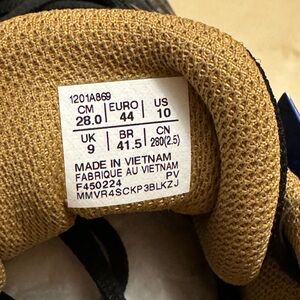 1201A869
CM EURO US
28.0 44 10
UK BR CN
9 41.5 280(2.5)
MADE IN VIETNAM
FABRIQUE AU VIETNAM
F450224 PV
MMVR4SCKP3BLKZJ